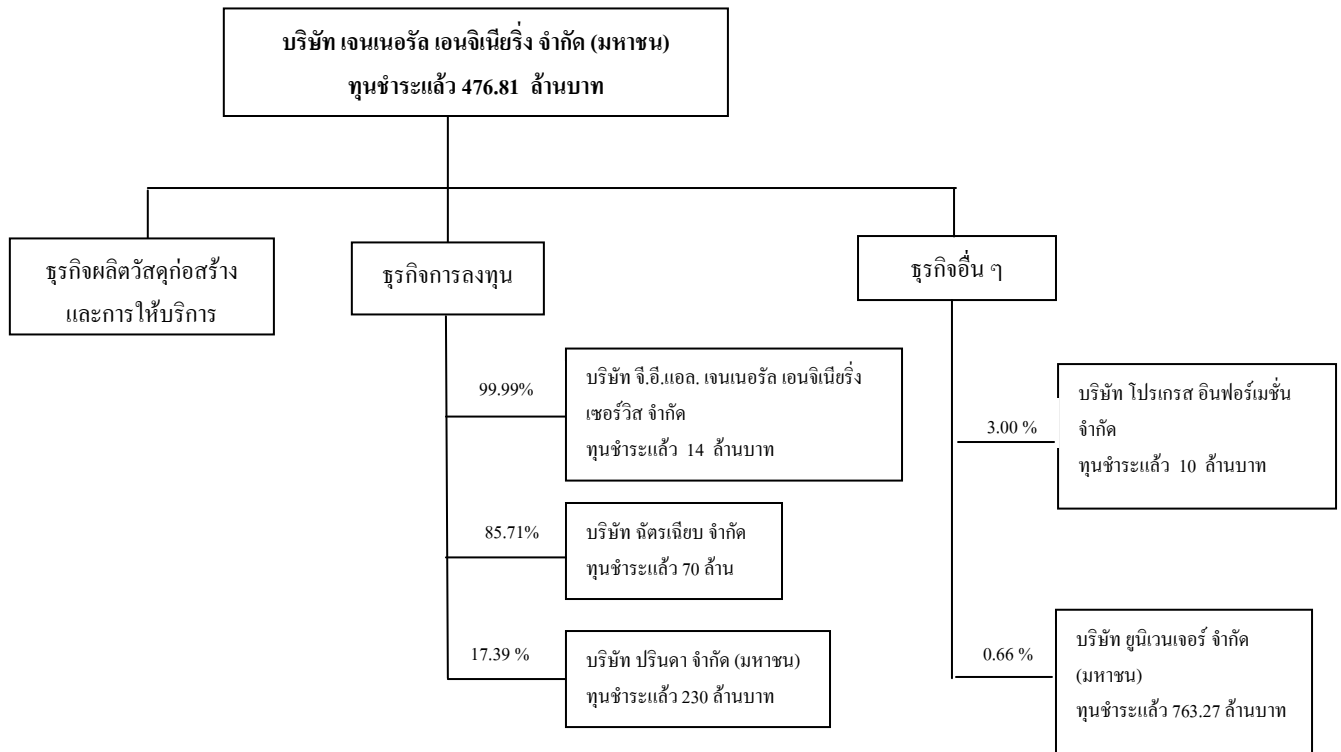 บริษัท เจนเนอรัล เอนจิเนียริ่ง จำกัด (มหาชน)
ทุนชำระแล้ว 476.81 ล้านบาท
ธุรกิจผลิตวัสดุก่อสร้าง
และการให้บริการ
ธุรกิจการลงทุน
ธุรกิจอื่น ๆ
99.99%
บริษัท จี.อี.แอล. เจนเนอรัล เอนจิเนียริ่ง
เซอร์วิส จำกัด
ทุนชำระแล้ว 14 ล้านบาท
3.00 %
บริษัท โปรเกรส อินฟอร์เมชั่น
จำกัด
ทุนชำระแล้ว 10 ล้านบาท
85.71%
บริษัท ฉัตรเฉียบ จำกัด
ทุนชำระแล้ว 70 ล้าน
17.39 %
บริษัท ปรินดา จำกัด (มหาชน)
ทุนชำระแล้ว 230 ล้านบาท
0.66 %
บริษัท ยูนิเวนเจอร์ จำกัด
(มหาชน)
ทุนชำระแล้ว 763.27 ล้านบาท